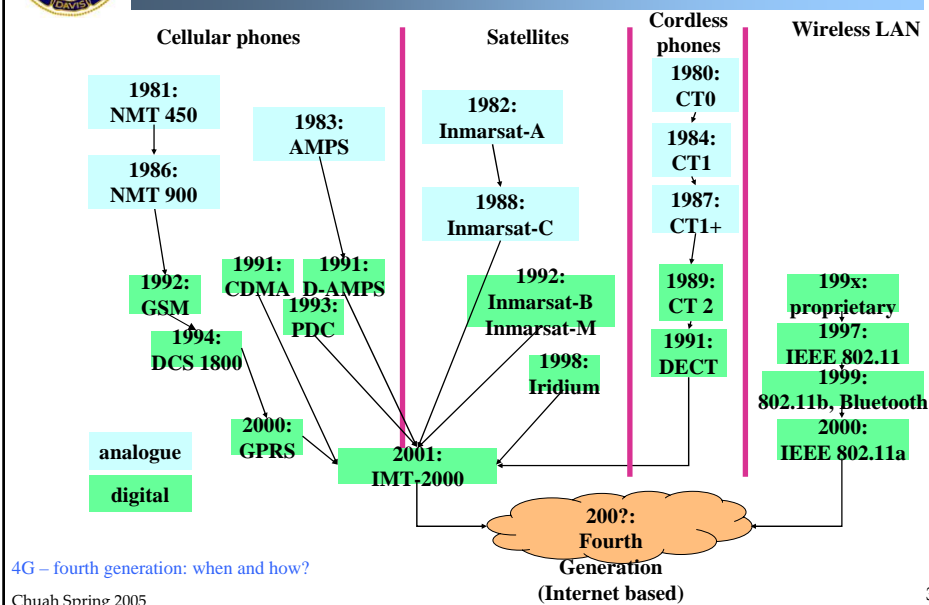 DAVIS
Cellular phones
Satellites
Cordless
phones
Wireless LAN
1981:
NMT 450
1986:
NMT 900
1992:
GSM
1994:
DCS 1800
2000:
GPRS
1983:
AMPS
1991:
CDMA
1991:
D-AMPS
1993:
PDC
1982:
Inmarsat-A
1988:
Inmarsat-C
1992:
Inmarsat-B
Inmarsat-M
1998:
Iridium
2001:
IMT-2000
1980:
CT0
1984:
CT1
1987:
CT1+
1989:
CT 2
1991:
DECT
199x:
proprietary
1997:
IEEE 802.11
1999:
802.11b, Bluetooth
2000:
IEEE 802.11a
analogue
digital
200?:
Fourth
Generation
(Internet based)
4G – fourth generation: when and how?
Chuah Spring 2005